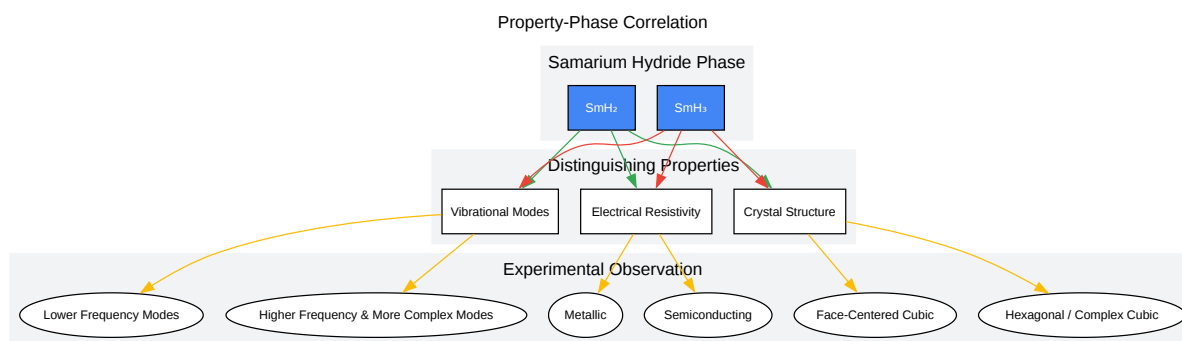 Property-Phase Correlation
Samarium Hydride Phase
SmH₂
SmH₃
Distinguishing Properties
Vibrational Modes
Electrical Resistivity
Crystal Structure
Experimental Observation
Lower Frequency Modes
Higher Frequency & More Complex Modes
Metallic
Semiconducting
Face-Centered Cubic
Hexagonal / Complex Cubic